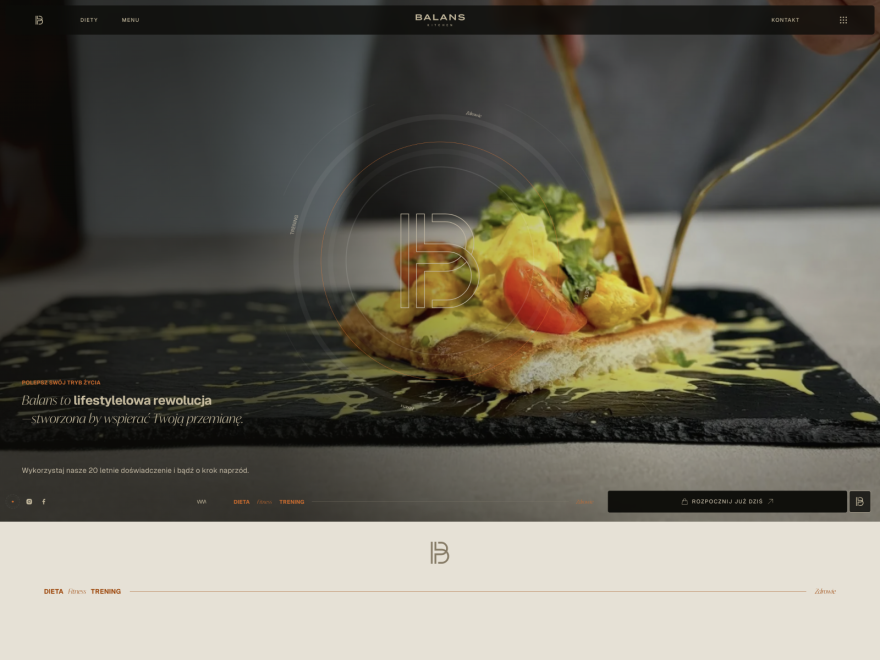 DIETY
MENU
BALANS
KITCHEN
KONTAKT
Zdrowie
TRENING
POLEPSZ SWÓJ TRYB ŻYCIA
Balans to lifestylelowa rewolucja
—stworzona by wspierać Twoją przemianę.
Wykorzystaj nasze 20 letnie doświadczenie i bądź o krok naprzód.
DIETA Fitness TRENING
ROZPOCZNIJ JUŻ DZIŚ
DIETA Fitness TRENING
Zdrowie